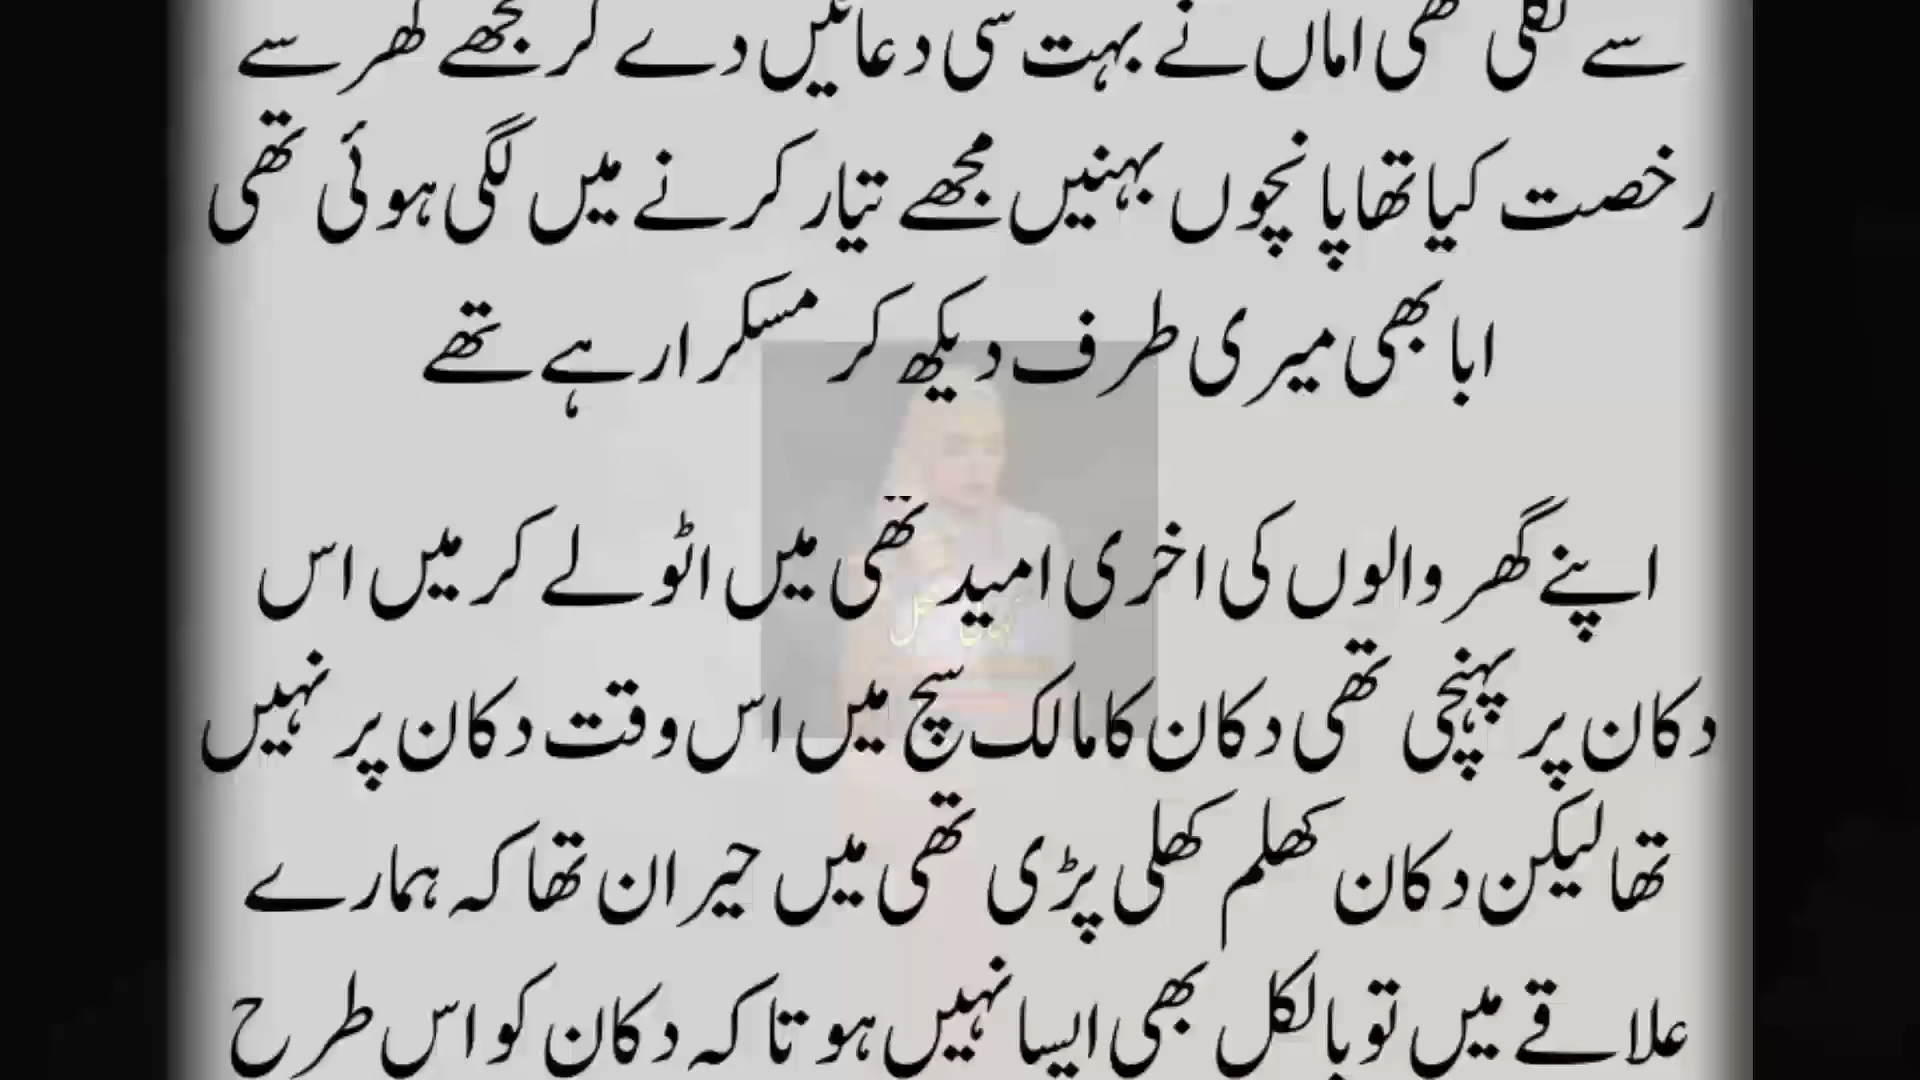 سے نکلی تھی اماں نے بہت سی دعائیں دے کر مجھے گھر سے
رخصت کیا تھا پانچوں بہنیں مجھے تیار کرنے میں لگی ہوئی تھی
ابا بھی میری طرف دیکھ کر مسکرا رہے تھے
اپنے گھر والوں کی اخری امید تھی میں اٹو لے کر میں اس
دکان پر پہنچی تھی دکان کا مالک سچ میں اس وقت دکان پر نہیں
تھا لیکن دکان کھلم کھلی پڑی تھی میں حیران تھا کہ ہمارے
علاقے میں تو بالکل بھی ایسا نہیں ہوتا کہ دکان کو اس طرح